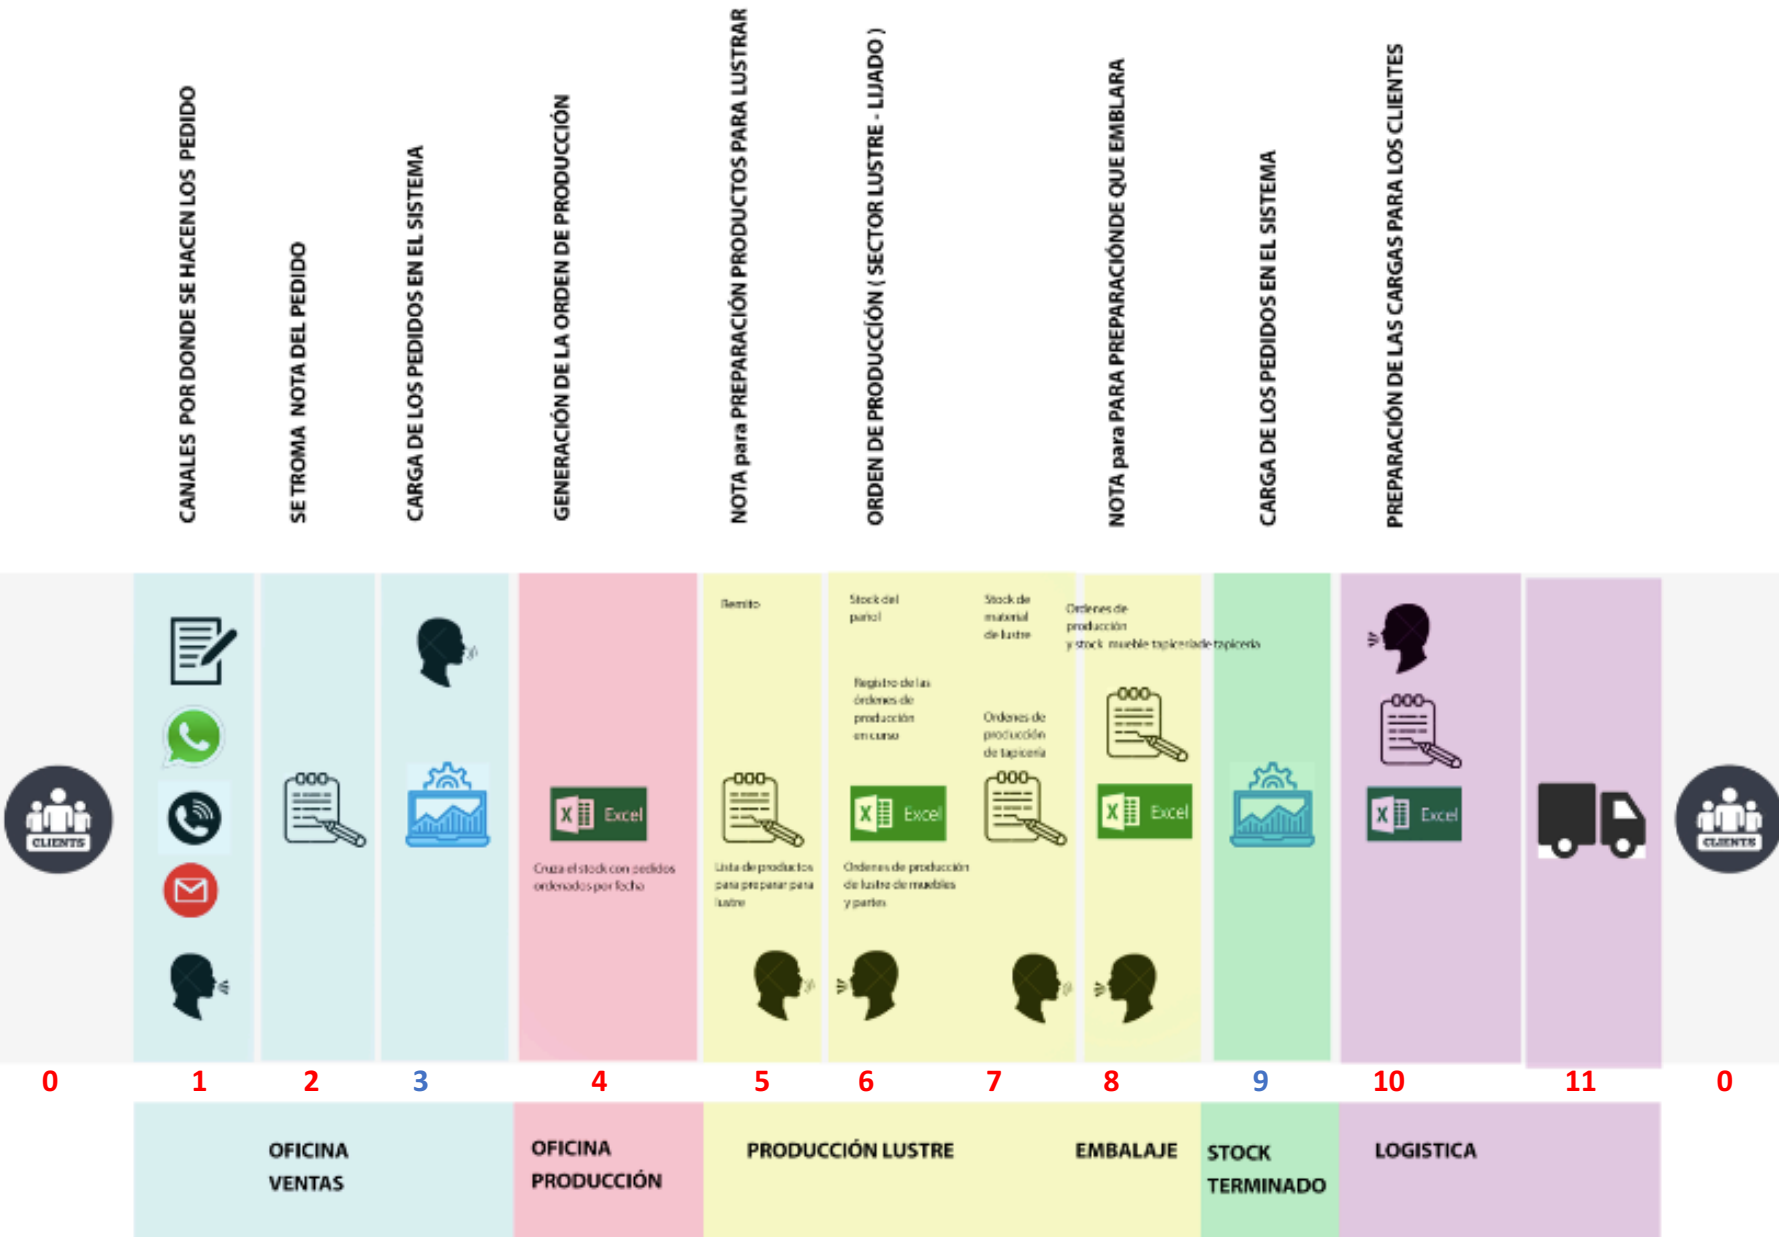 CANALES POR DONDE SE HACEN LOS PEDIDO
SE TROMA NOTA DEL PEDIDO
CARGA DE LOS PEDIDOS EN EL SISTEMA
GENERACIÓN DE LA ORDEN DE PRODUCCIÓN
NOTA para PREPARACIÓN PRODUCTOS PARA LUSTRAR
ORDEN DE PRODUCCÍÓN ( SECTOR LUSTRE - LIJADO )
NOTA para PARA PREPARACIÓNDE QUE EMBLARA
CARGA DE LOS PEDIDOS EN EL SISTEMA
PREPARACIÓN DE LAS CARGAS PARA LOS CLIENTES
CLIENTS
Excel
Cruza el stock con pedidos
ordenados por fecha
Remito
Lista de productos
para preparar para
lustre
Stock del
pañol
Registro de las
órdenes de
producción
en curso
Excel
Ordenes de producción
de lustre de muebles
y partes
Stock de
material
de lustre
Ordenes de
producción
de tapiceria
Ordenes de
producción
y stock mueble tapiceríade tapiceria
Excel
Excel
CLIENTS
0
1
2
3
4
5
6
7
8
9
10
11
0
OFICINA
VENTAS
OFICINA
PRODUCCIÓN
PRODUCCIÓN LUSTRE
EMBALAJE
STOCK
TERMINADO
LOGISTICA